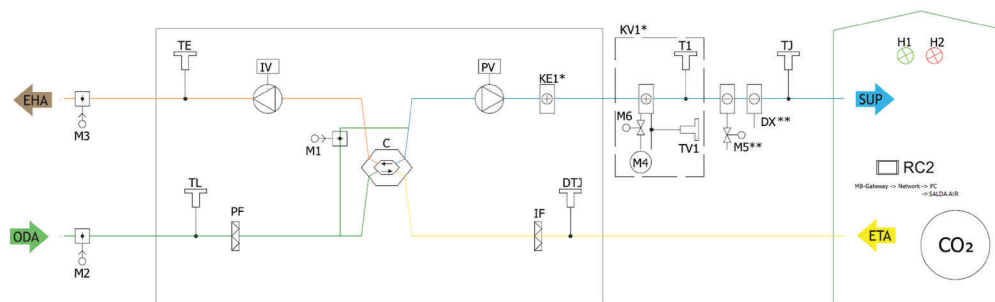 KV1*
TE
IV
PV
T1
TJ
H1
H2
KE1*
EHA
SUP
M3
M6
DX**
M1
C
TV1
M5**
M4
RC2
TL
DTJ
MB-Gateway -> Network -> PC
-> SALDA AIR
PF
IF
ODA
ETA
CO₂
M2